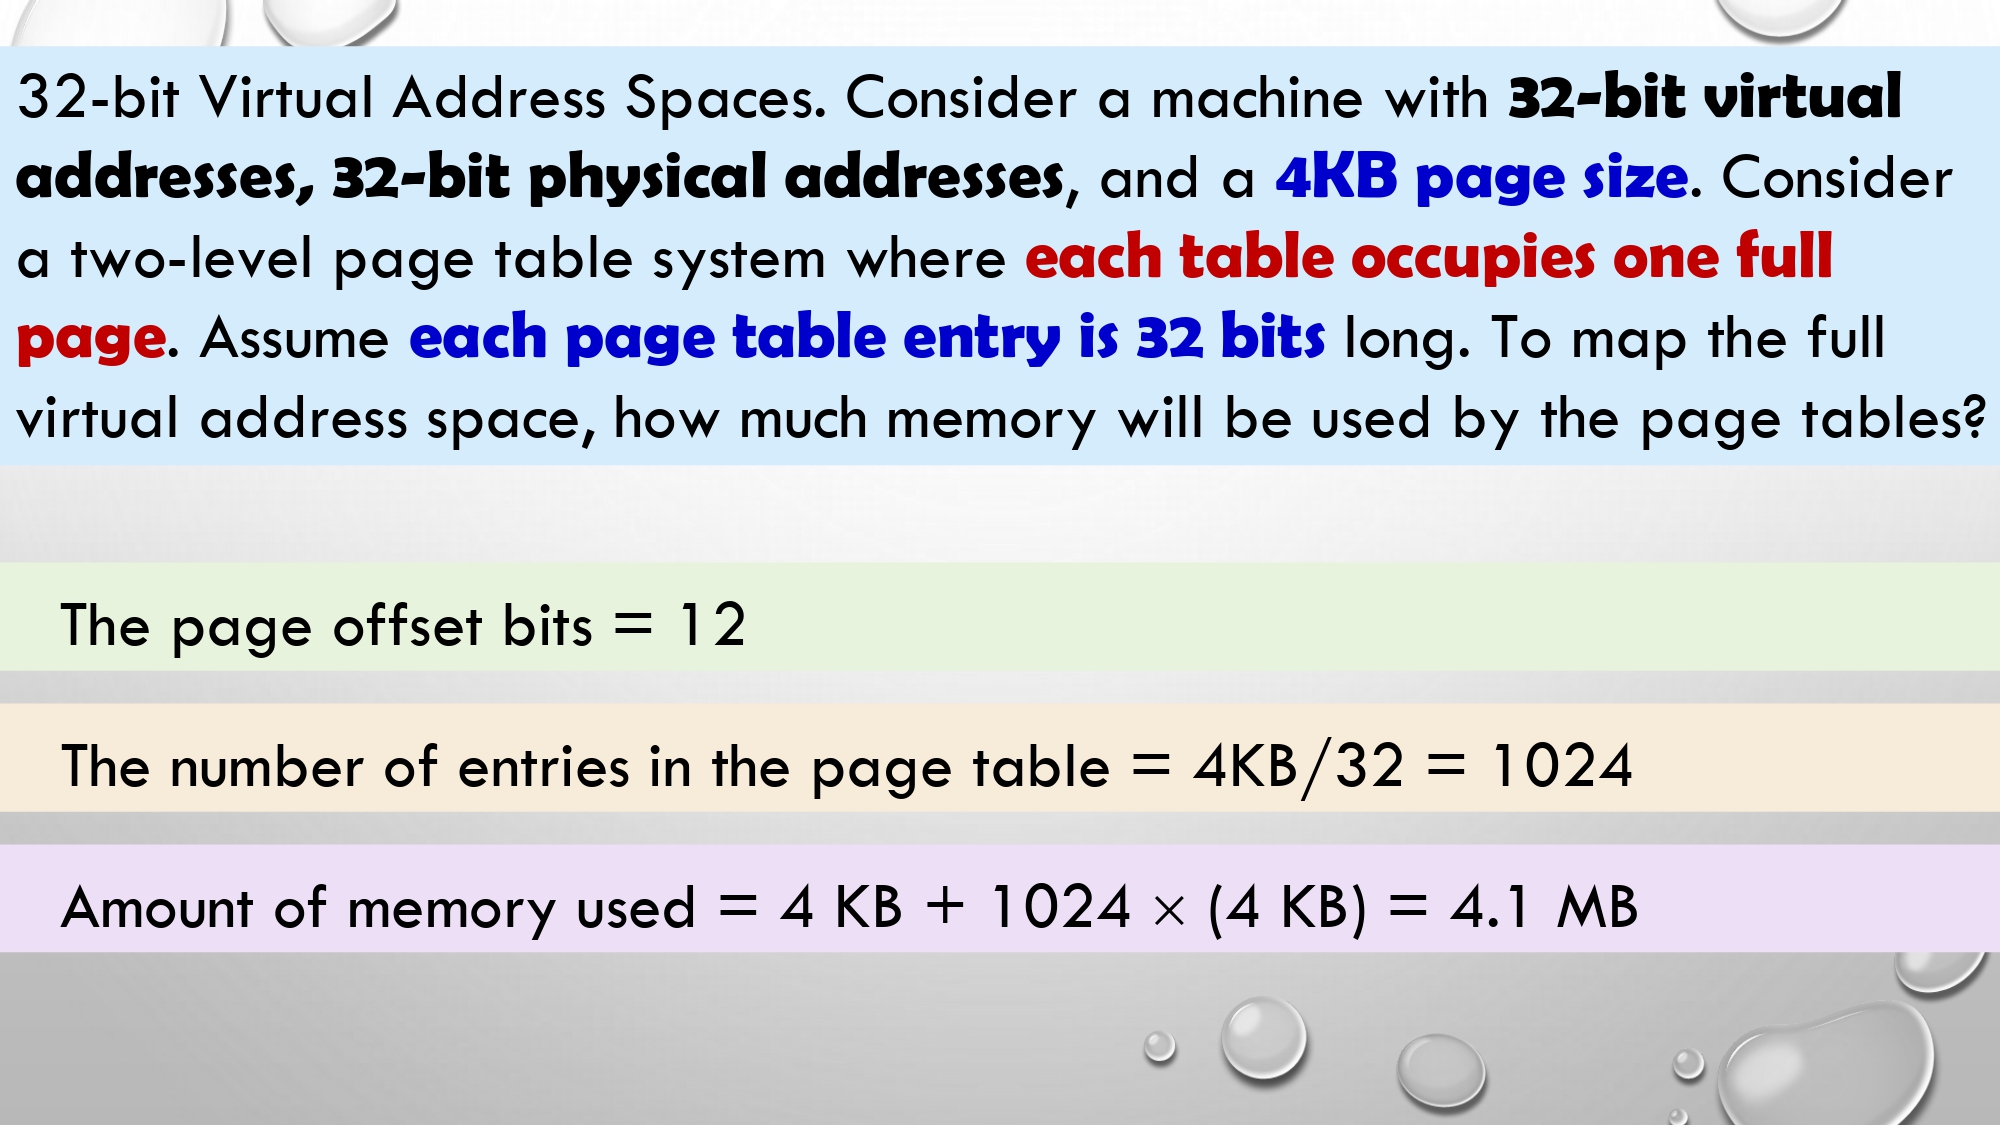 32-bit Virtual Address Spaces. Consider a machine with 32-bit virtual
addresses, 32-bit physical addresses, and a 4KB page size. Consider
a two-level page table system where each table occupies one full
page. Assume each page table entry is 32 bits long. To map the full
virtual address space, how much memory will be used by the page tables?
The page offset bits = 12
The number of entries in the page table = 4KB/32 = 1024
Amount of memory used = 4 KB + 1024 × (4 KB) = 4.1 MB